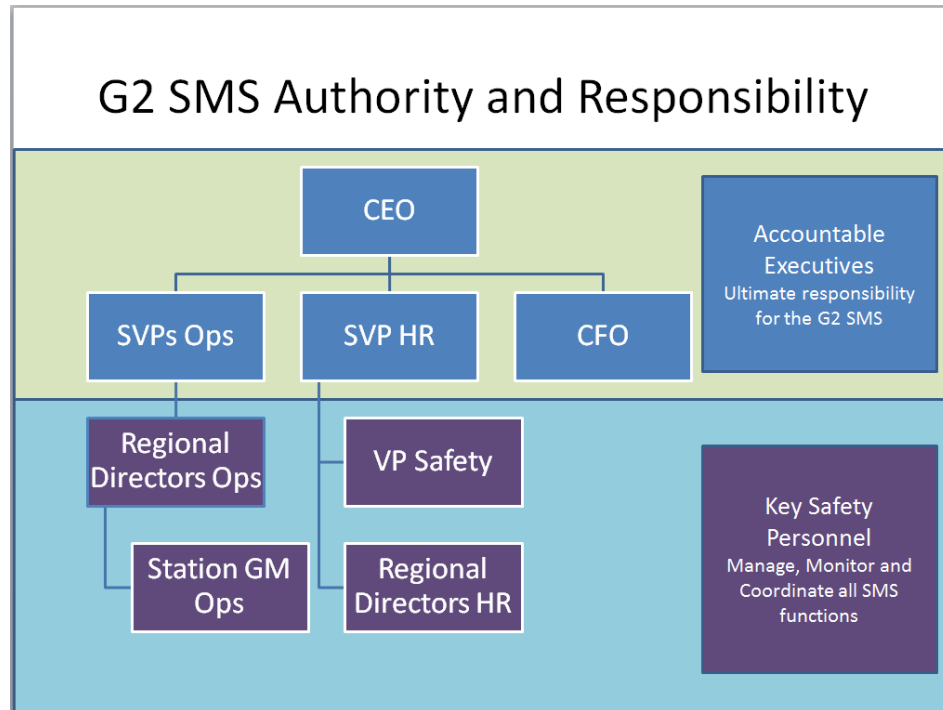 G2 SMS Authority and Responsibility
CEO
Accountable
Executives
Ultimate responsibility
for the G2 SMS
SVPs Ops
SVP HR
CFO
Regional
Directors Ops
VP Safety
Key Safety
Personnel
Manage, Monitor and
Coordinate all SMS
functions
Station GM
Ops
Regional
Directors HR